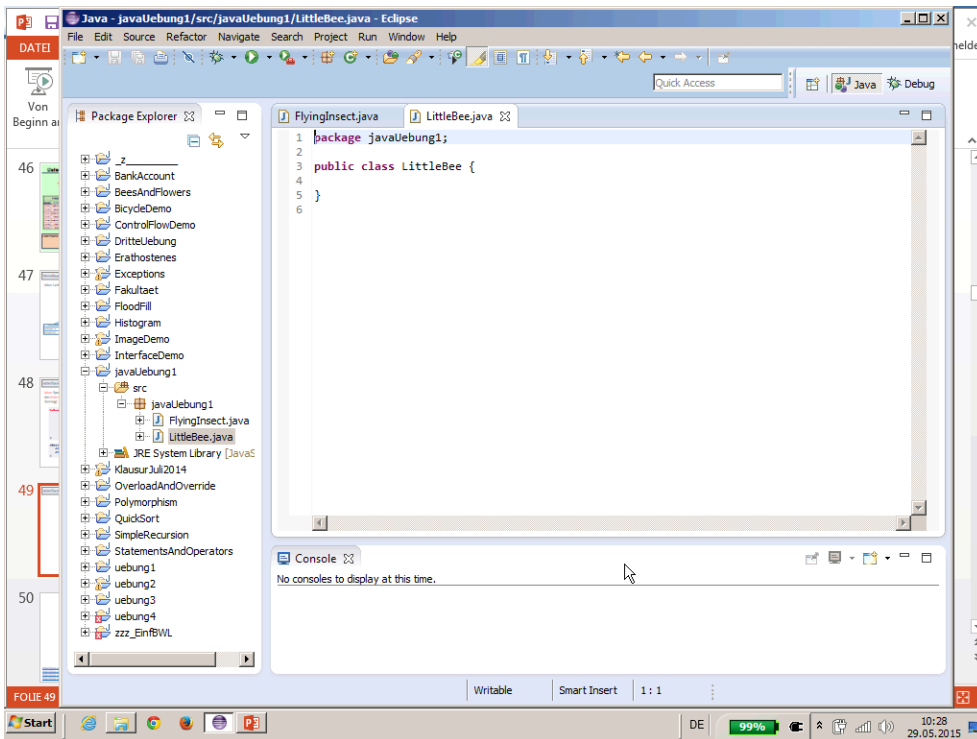 Java - javaUebung1/src/javaUebung1/LittleBee.java - Eclipse
File Edit Source Refactor Navigate Search Project Run Window Help
DATEI
Quick Access
Java
Debug
Von
Beginn
Package Explorer
FlyingInsect.java
LittleBee.java
1 package javaUebung1;
2
3 public class LittleBee {
4
5 }
6
_z_________
BankAccount
BeesAndFlowers
BicycleDemo
ControlFlowDemo
DritteUebung
Erathostenes
Exceptions
Fakultaet
FloodFill
Histogram
ImageDemo
InterfaceDemo
javaUebung1
src
javaUebung1
FlyingInsect.java
LittleBee.java
JRE System Library [JavaS
KlausurJuli2014
OverloadAndOverride
Polymorphism
QuickSort
SimpleRecursion
StatementsAndOperators
uebung1
uebung2
uebung3
uebung4
zzz_EinfBWL
46
47
48
49
50
Console
No consoles to display at this time.
Writable
Smart Insert
1 : 1
FOLIE 49
Start
DE
99%
10:28
29.05.2015